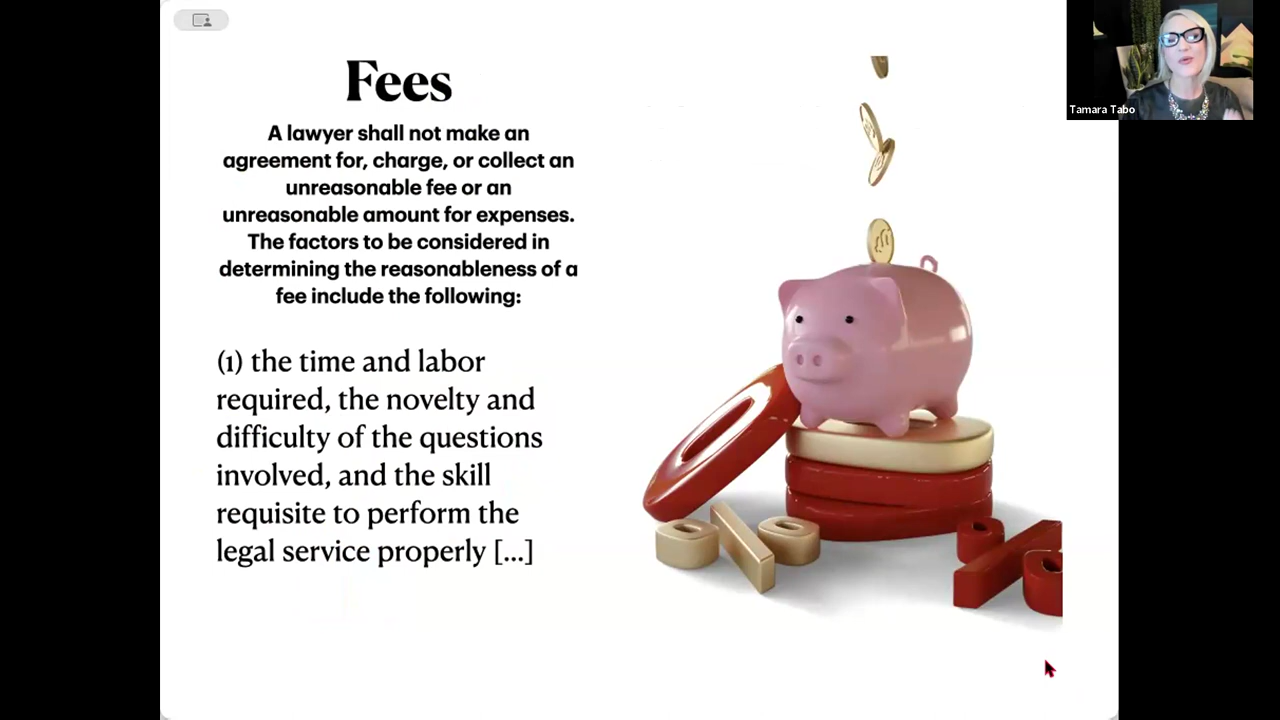 Fees
A lawyer shall not make an
agreement for, charge, or collect an
unreasonable fee or an
unreasonable amount for expenses.
The factors to be considered in
determining the reasonableness of a
fee include the following:
(1) the time and labor
required, the novelty and
difficulty of the questions
involved, and the skill
requisite to perform the
legal service properly [...]
Tamara Tabo